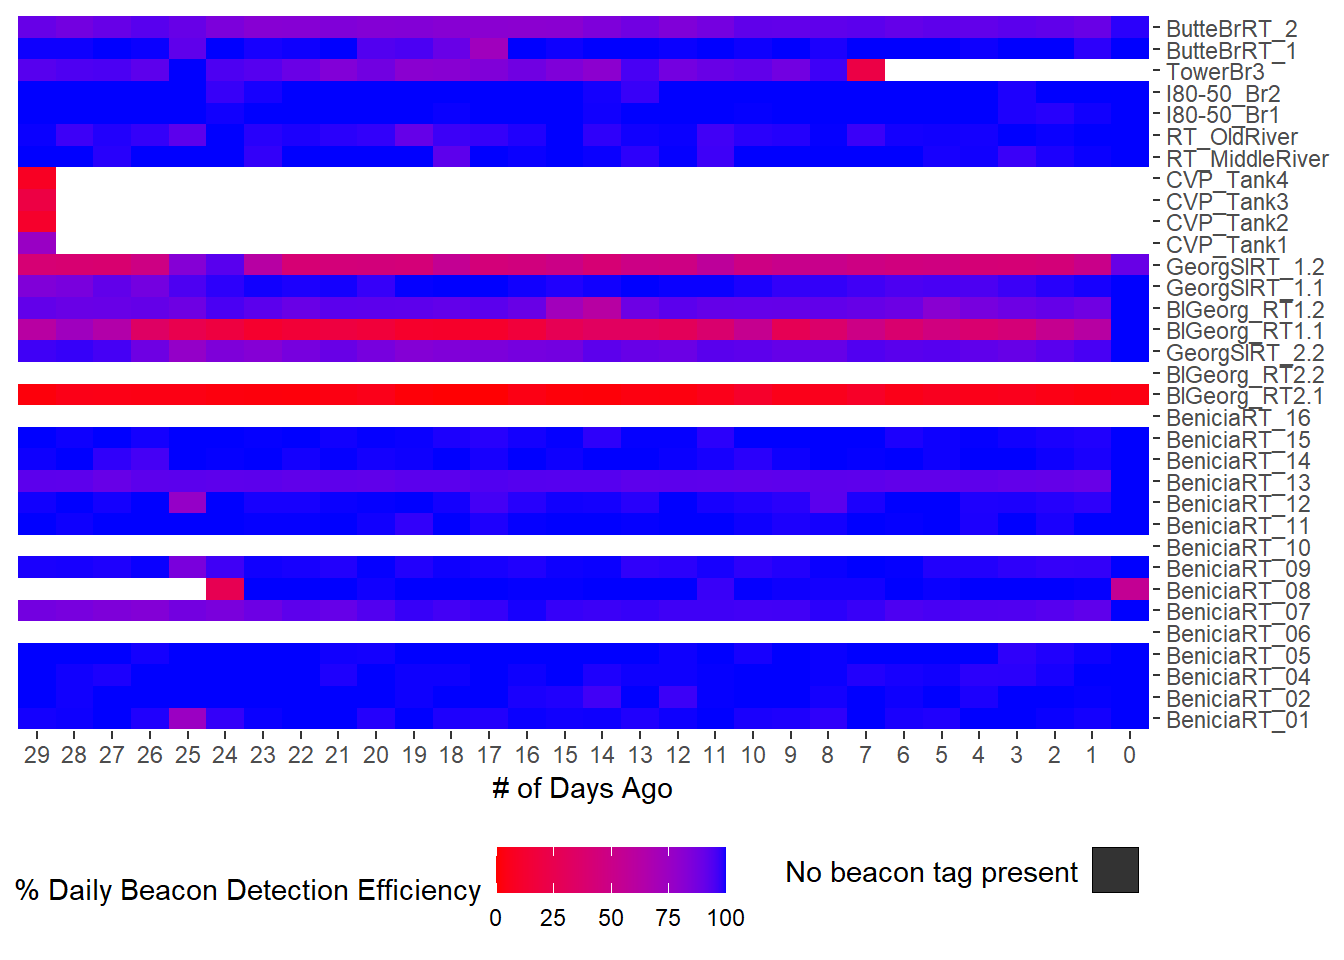 ButteBrRT_2
ButteBrRT_1
TowerBr3
I80-50_Br2
I80-50_Br1
RT_OldRiver
RT_MiddleRiver
CVP_Tank4
CVP_Tank3
CVP_Tank2
CVP_Tank1
GeorgSlRT_1.2
GeorgSlRT_1.1
BlGeorg_RT1.2
BlGeorg_RT1.1
GeorgSlRT_2.2
BlGeorg_RT2.2
BlGeorg_RT2.1
BeniciaRT_16
BeniciaRT_15
BeniciaRT_14
BeniciaRT_13
BeniciaRT_12
BeniciaRT_11
BeniciaRT_10
BeniciaRT_09
BeniciaRT_08
BeniciaRT_07
BeniciaRT_06
BeniciaRT_05
BeniciaRT_04
BeniciaRT_02
BeniciaRT_01
29 28 27 26 25 24 23 22 21 20 19 18 17 16 15 14 13 12 11 10 9 8 7 6 5 4 3 2 1 0
# of Days Ago
% Daily Beacon Detection Efficiency
0 25 50 75 100
No beacon tag present